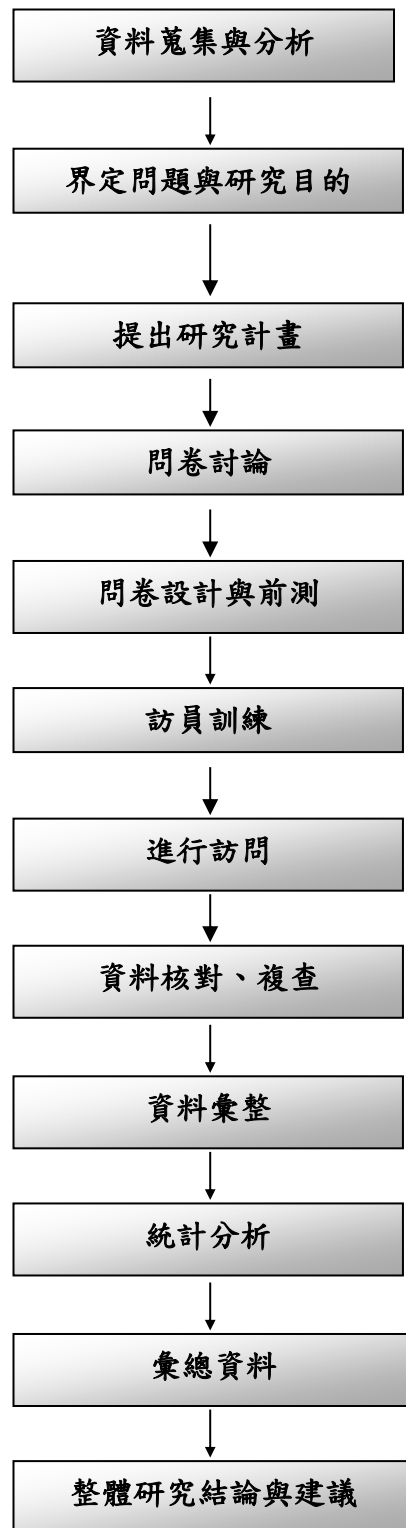 資料蒐集與分析
界定問題與研究目的
提出研究計畫
問卷討論
問卷設計與前測
訪員訓練
進行訪問
資料核對、複查
資料彙整
統計分析
彙總資料
整體研究結論與建議